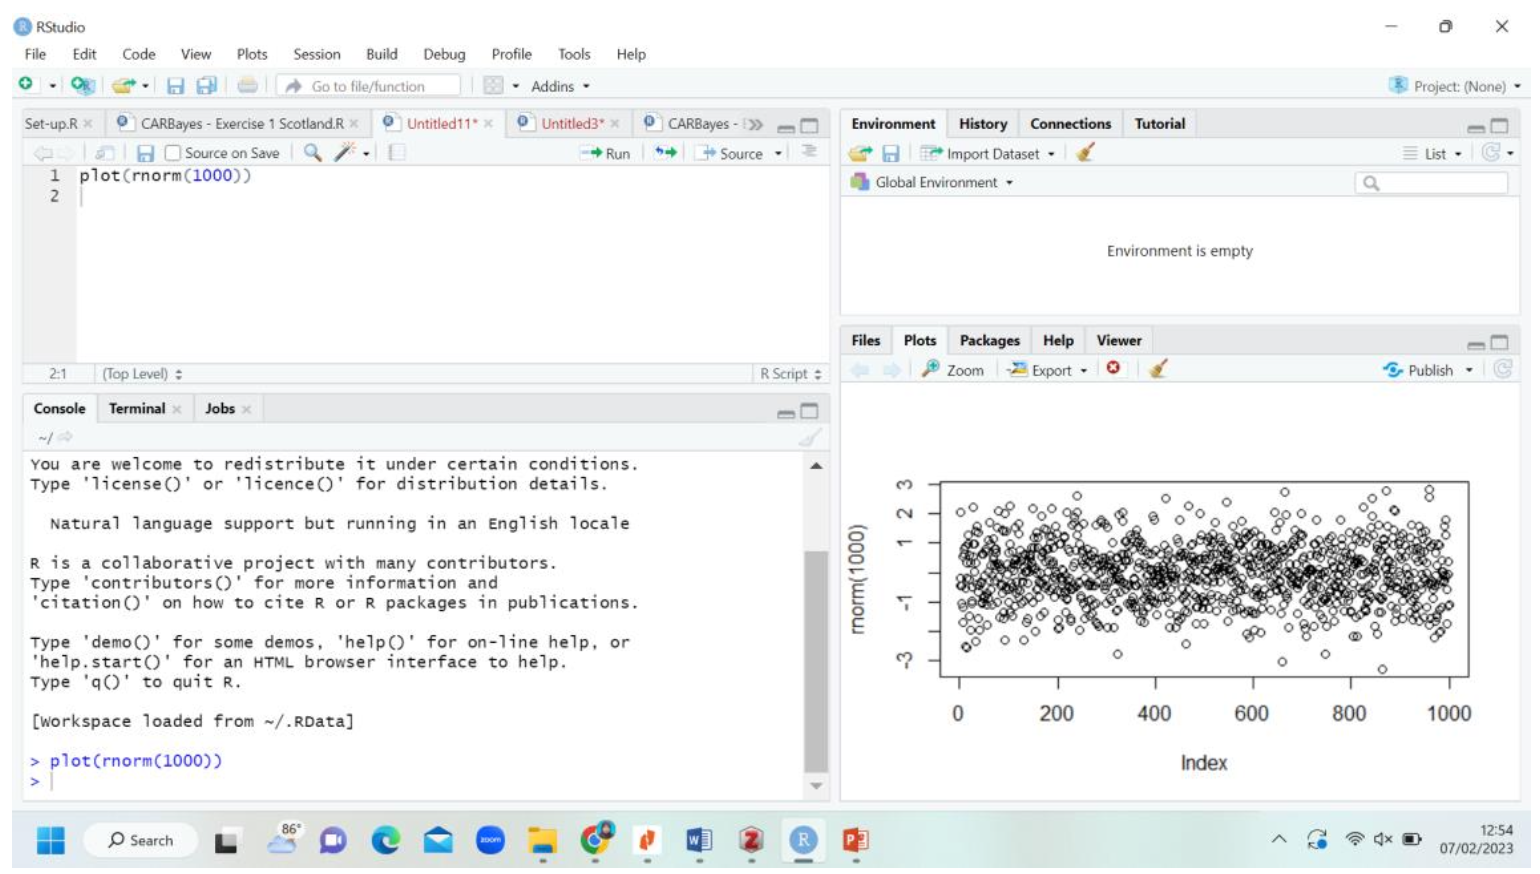 RStudio
File Edit Code View Plots Session Build Debug Profile Tools Help
Go to file/function Addins Project: (None)
Set-up.R CARBayes - Exercise 1 Scotland.R Untitled11* Untitled3* CARBayes -
Source on Save Run Source
1 plot(rnorm(1000))
2
2:1 (Top Level) R Script
Console Terminal Jobs
~/
You are welcome to redistribute it under certain conditions.
Type 'license()' or 'licence()' for distribution details.
Natural language support but running in an English locale
R is a collaborative project with many contributors.
Type 'contributors()' for more information and
'citation()' on how to cite R or R packages in publications.
Type 'demo()' for some demos, 'help()' for on-line help, or
'help.start()' for an HTML browser interface to help.
Type 'q()' to quit R.
[Workspace loaded from ~/.RData]
> plot(rnorm(1000))
>
Environment History Connections Tutorial
Import Dataset List
Global Environment
Environment is empty
Files Plots Packages Help Viewer
Zoom Export Publish
rnorm(1000)
3
2
1
-1
-3
0 200 400 600 800 1000
Index
Search 86° zoom W Z R P 12:54
07/02/2023